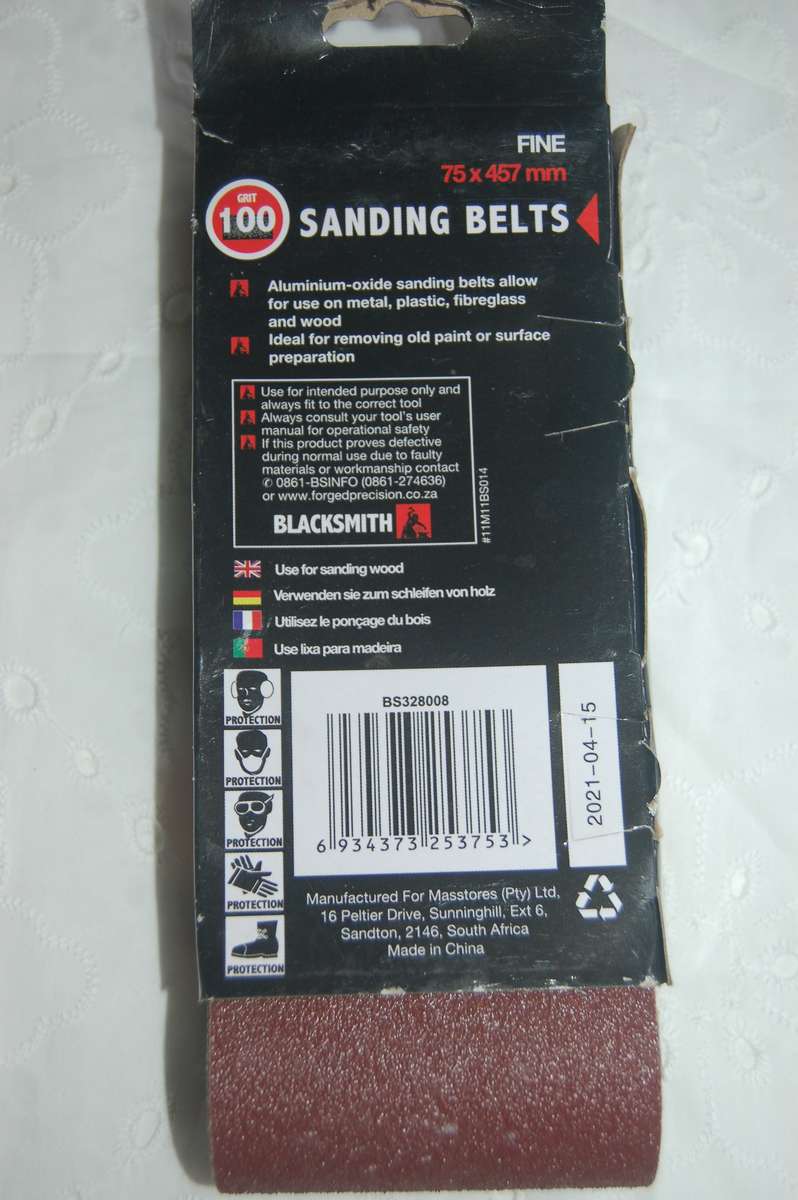 FINE
75 x 457 mm
GRIT
100
SANDING BELTS
Aluminium-oxide sanding belts allow
for use on metal, plastic, fibreglass
and wood
Ideal for removing old paint or surface
preparation
Use for intended purpose only and
always fit to the correct tool
Always consult your tool's user
manual for operational safety
If this product proves defective
during normal use due to faulty
materials or workmanship contact
✆ 0861-BSINFO (0861-274636)
or www.forgedprecision.co.za
BLACKSMITH
#11M11BS014
Use for sanding wood
Verwenden sie zum schleifen von holz
Utilisez le ponçage du bois
Use lixa para madeira
PROTECTION
PROTECTION
PROTECTION
PROTECTION
PROTECTION
BS328008
6 934373 253753 >
2021-04-15
Manufactured For Masstores (Pty) Ltd,
16 Peltier Drive, Sunninghill, Ext 6,
Sandton, 2146, South Africa
Made in China